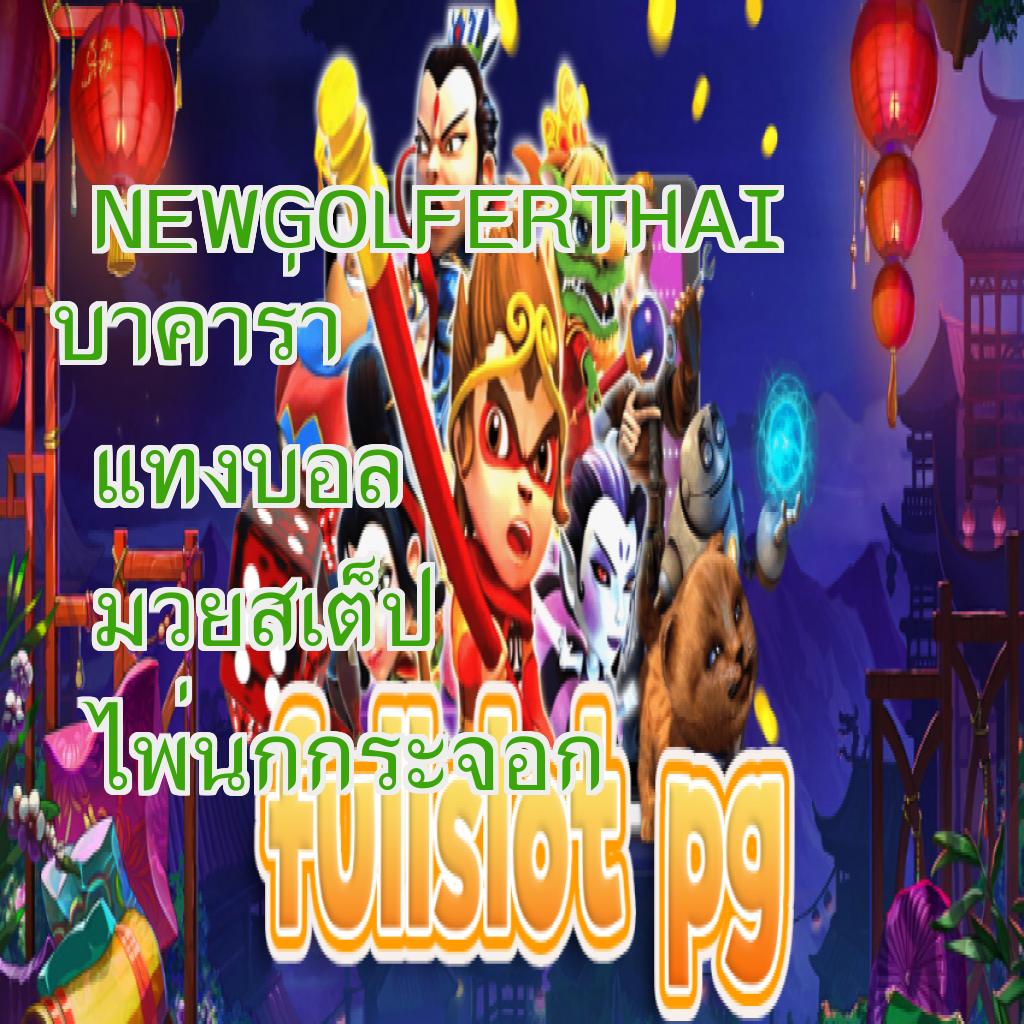 NEWGOLFERTHAI
บาคาร่า
แทงบอล
มวยสเต็ป
ไพ่นกกระจอก
fullslot pg